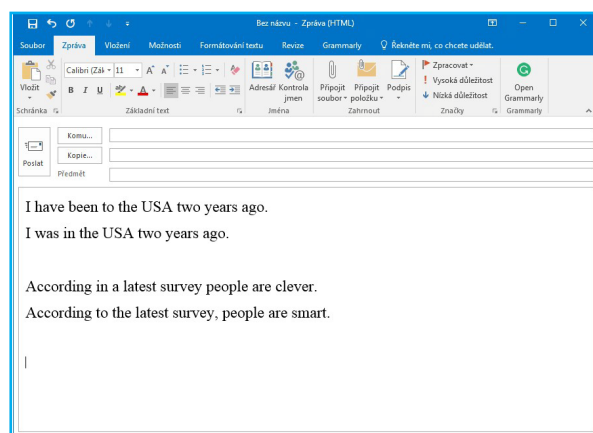 Bez názvu - Zpráva (HTML)
Soubor Zpráva Vložení Možnosti Formátování textu Revize Grammarly Řekněte mi, co chcete udělat.
Vložit
Calibri (Zák 11 A A
B I U A
Adresář Kontrola jmen
Připojit soubor Připojit položku Podpis
Zpracovat
Vysoká důležitost
Nízká důležitost
Open Grammarly
Schránka Základní text Jména Zahrnout Značky Grammarly
Poslat
Komu...
Kopie...
Předmět
I have been to the USA two years ago.
I was in the USA two years ago.
According in a latest survey people are clever.
According to the latest survey, people are smart.